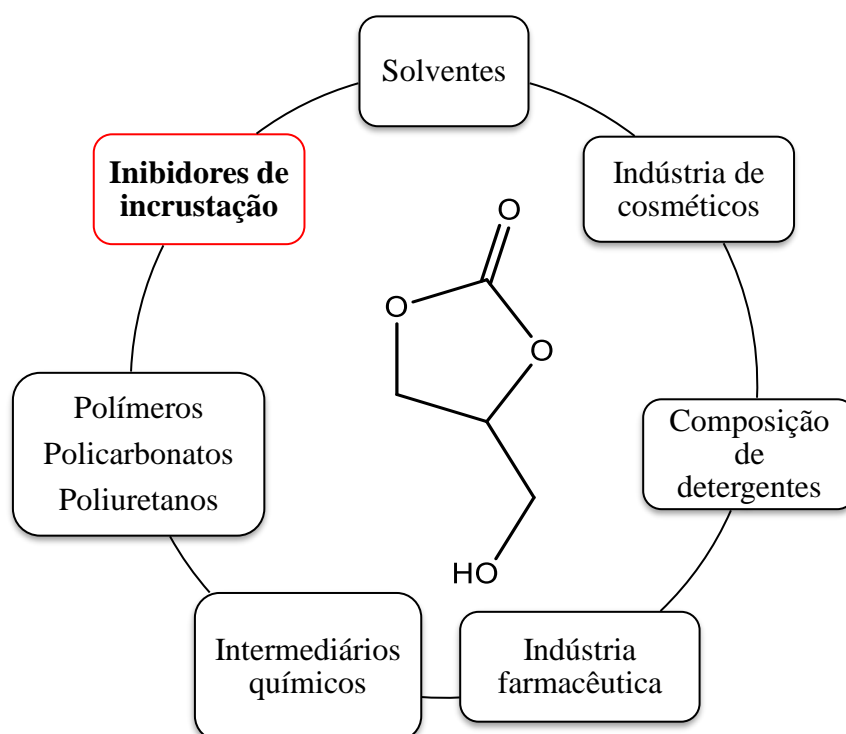 Solventes
Inibidores de
incrustação
Indústria de
cosméticos
O
O
O
Polímeros
Policarbonatos
Poliuretanos
Composição
de
detergentes
HO
Intermediários
químicos
Indústria
farmacêutica